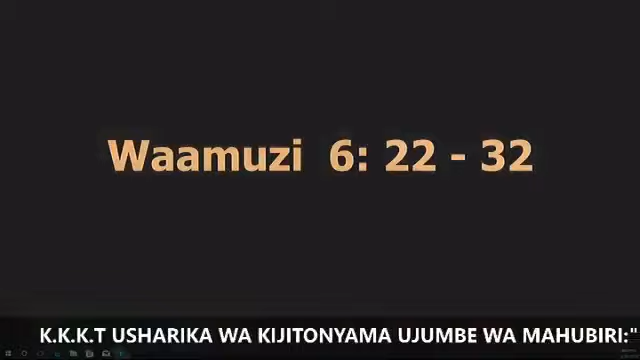 Waamuzi 6: 22 - 32
K.K.K.T USHARIKA WA KIJITONYAMA UJUMBE WA MAHUBIRI:"